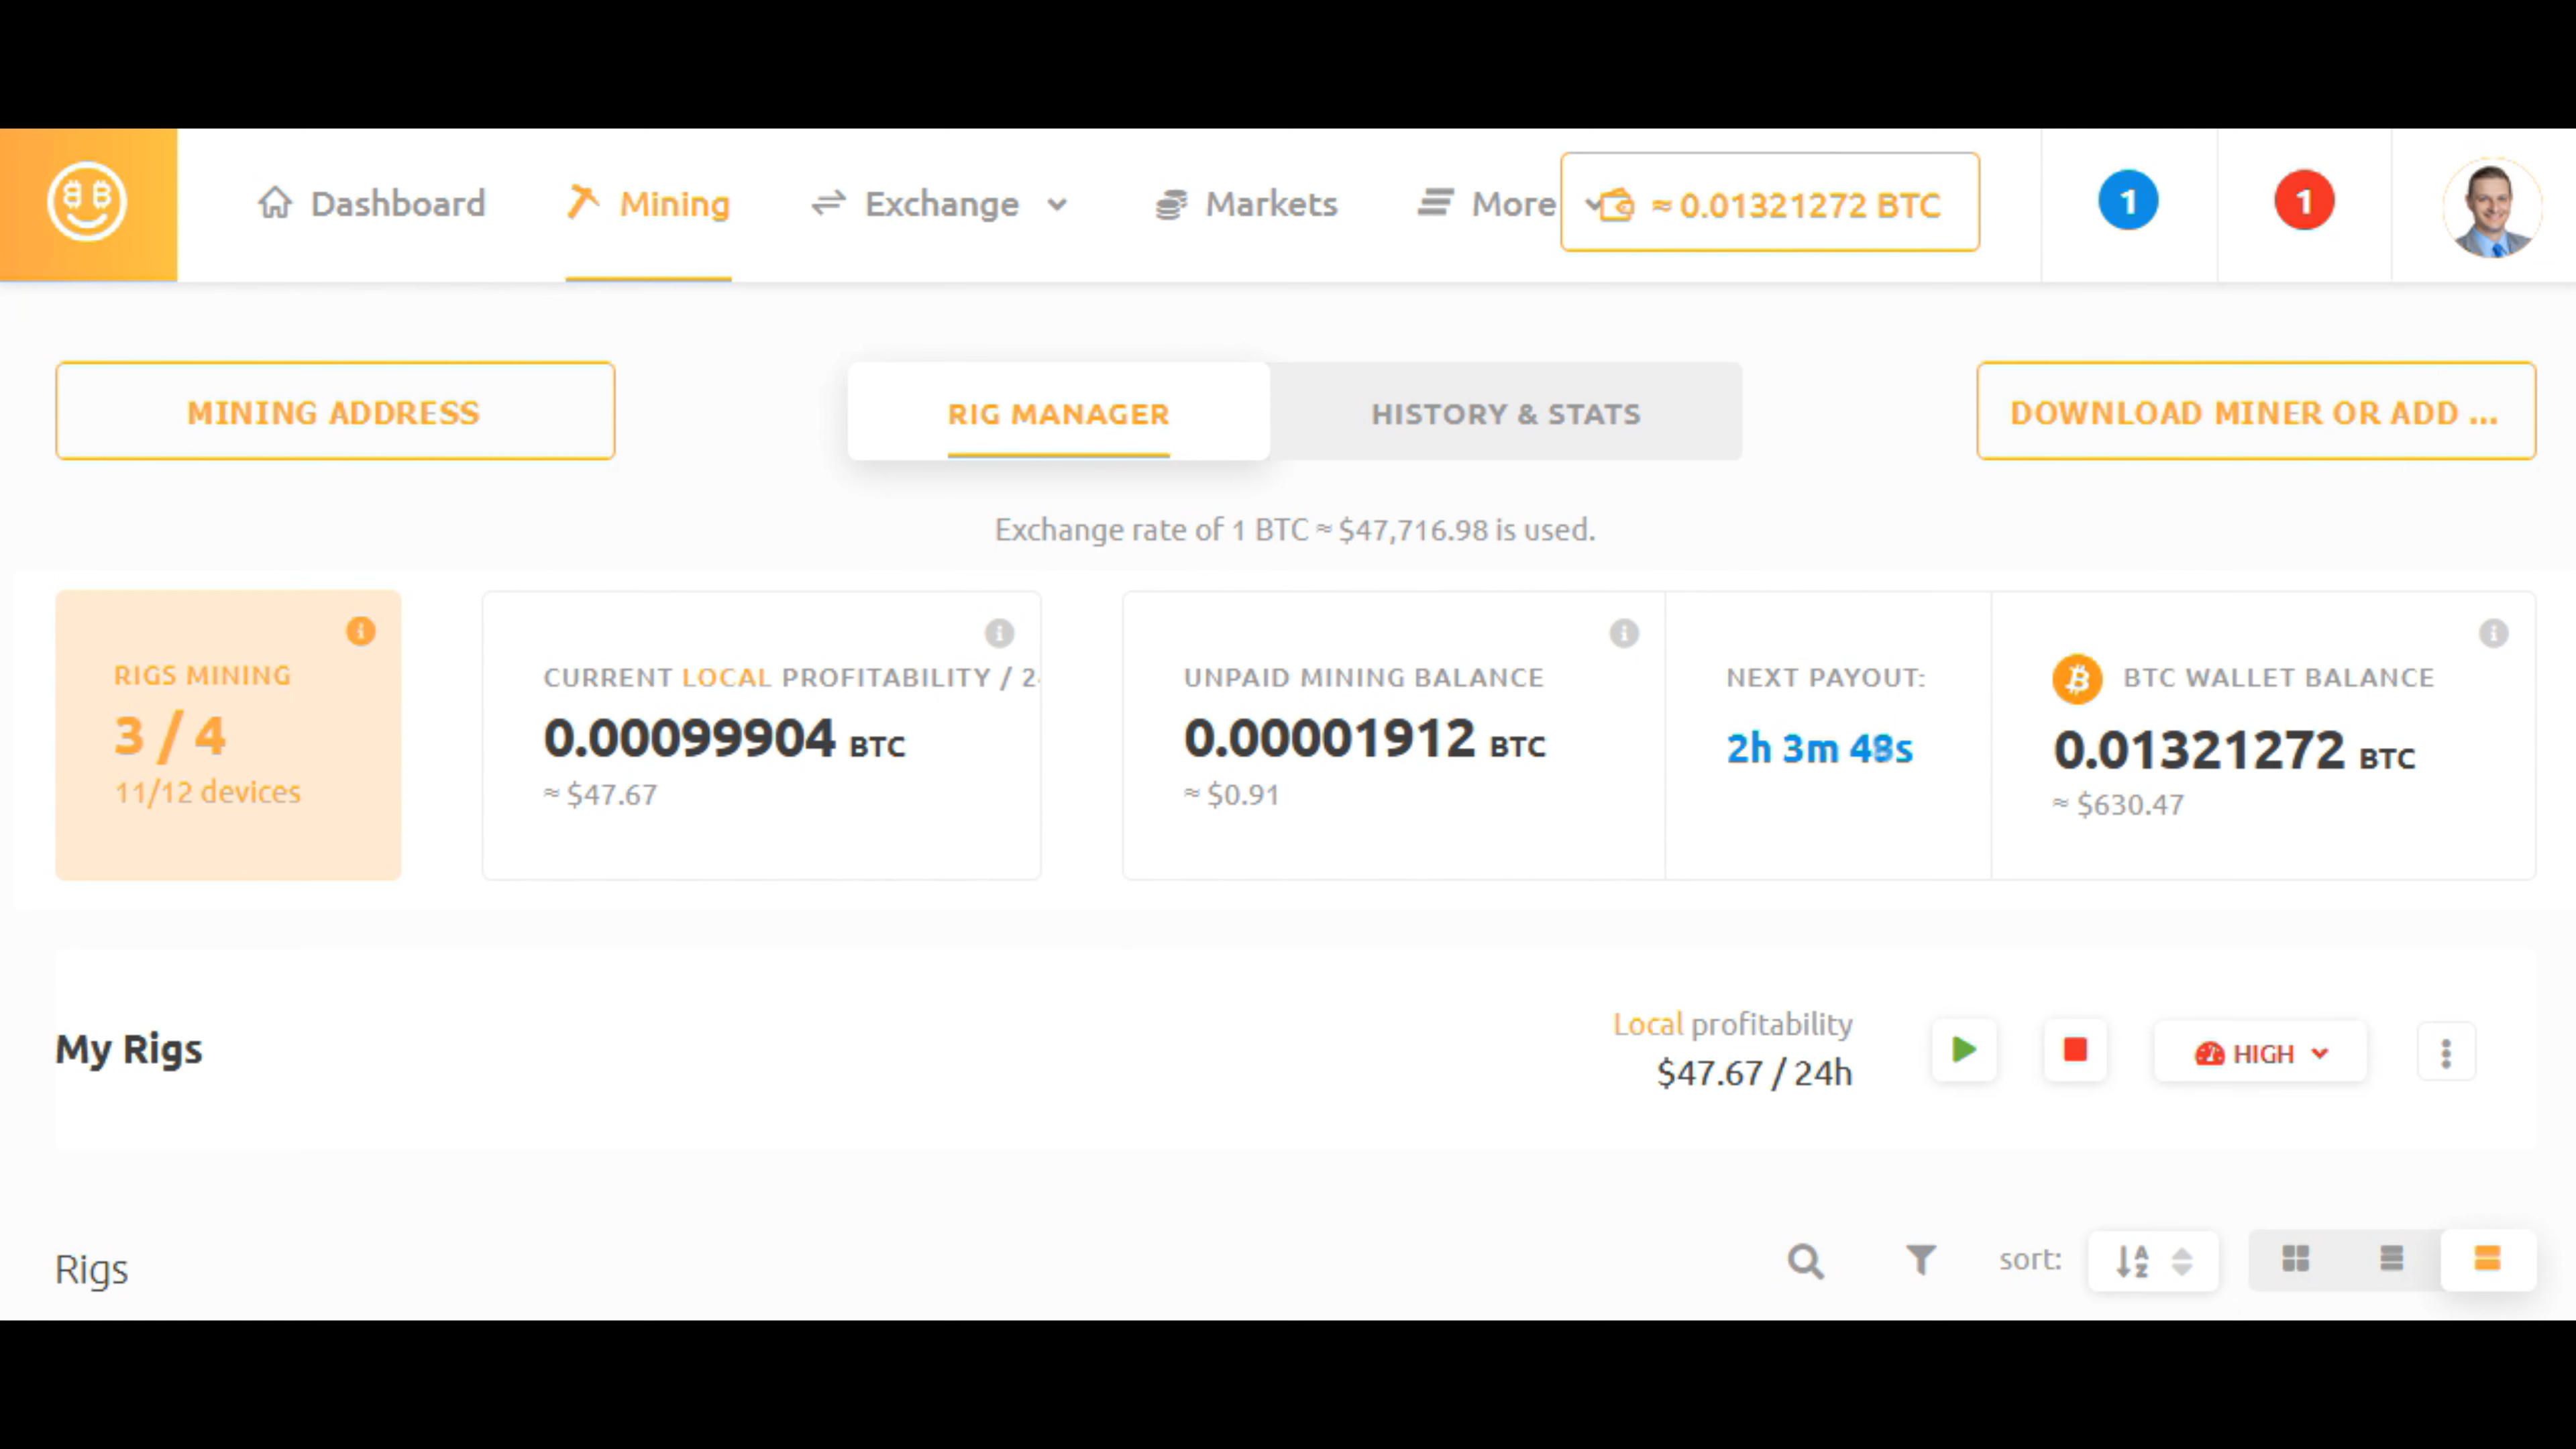 Dashboard Mining Exchange Markets More ≈ 0.01321272 BTC 1 1
MINING ADDRESS RIG MANAGER HISTORY & STATS DOWNLOAD MINER OR ADD ...
Exchange rate of 1 BTC ≈ $47,716.98 is used.
RIGS MINING
3 / 4
11/12 devices
CURRENT LOCAL PROFITABILITY / 2
0.00099904 BTC
≈ $47.67
UNPAID MINING BALANCE
0.00001912 BTC
≈ $0.91
NEXT PAYOUT:
2h 3m 48s
BTC WALLET BALANCE
0.01321272 BTC
≈ $630.47
My Rigs
Local profitability
$47.67 / 24h
HIGH
Rigs
sort: